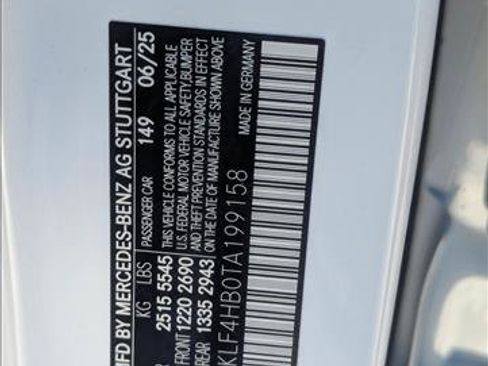 MFD BY MERCEDES-BENZ AG STUTTGART
KG LBS PASSENGER CAR 149 06/25
2515 5545 THIS VEHICLE CONFORMS TO ALL APPLICABLE
FRONT 1220 2690 U.S. FEDERAL MOTOR VEHICLE SAFETY, BUMPER
REAR 1335 2943 AND THEFT PREVENTION STANDARDS IN EFFECT
ON THE DATE OF MANUFACTURE SHOWN ABOVE
MADE IN GERMANY
KLF4HB0TA199158